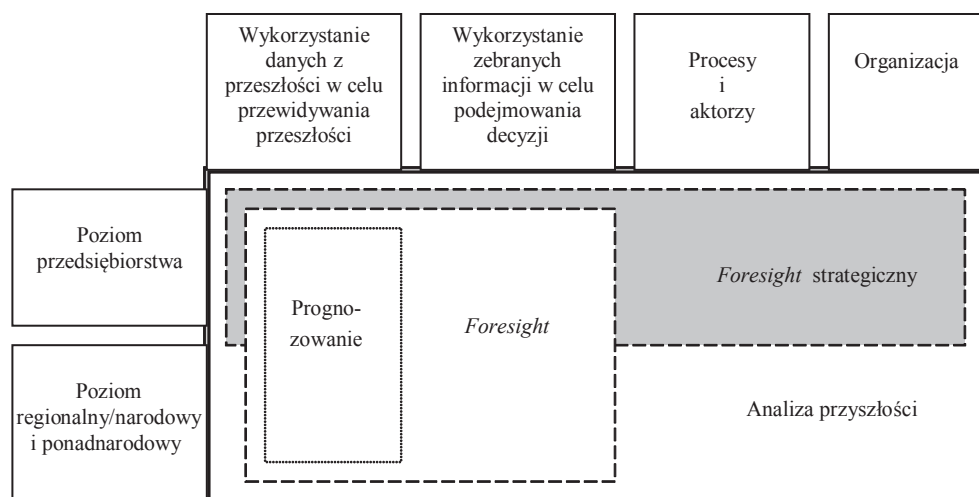 Wykorzystanie
danych z
przeszłości w celu
przewidywania
przeszłości
Wykorzystanie
zebranych
informacji w celu
podejmowania
decyzji
Procesy
i
aktorzy
Organizacja
Poziom
przedsiębiorstwa
Foresight strategiczny
Progno-
zowanie
Foresight
Poziom
regionalny/narodowy
i ponadnarodowy
Analiza przyszłości